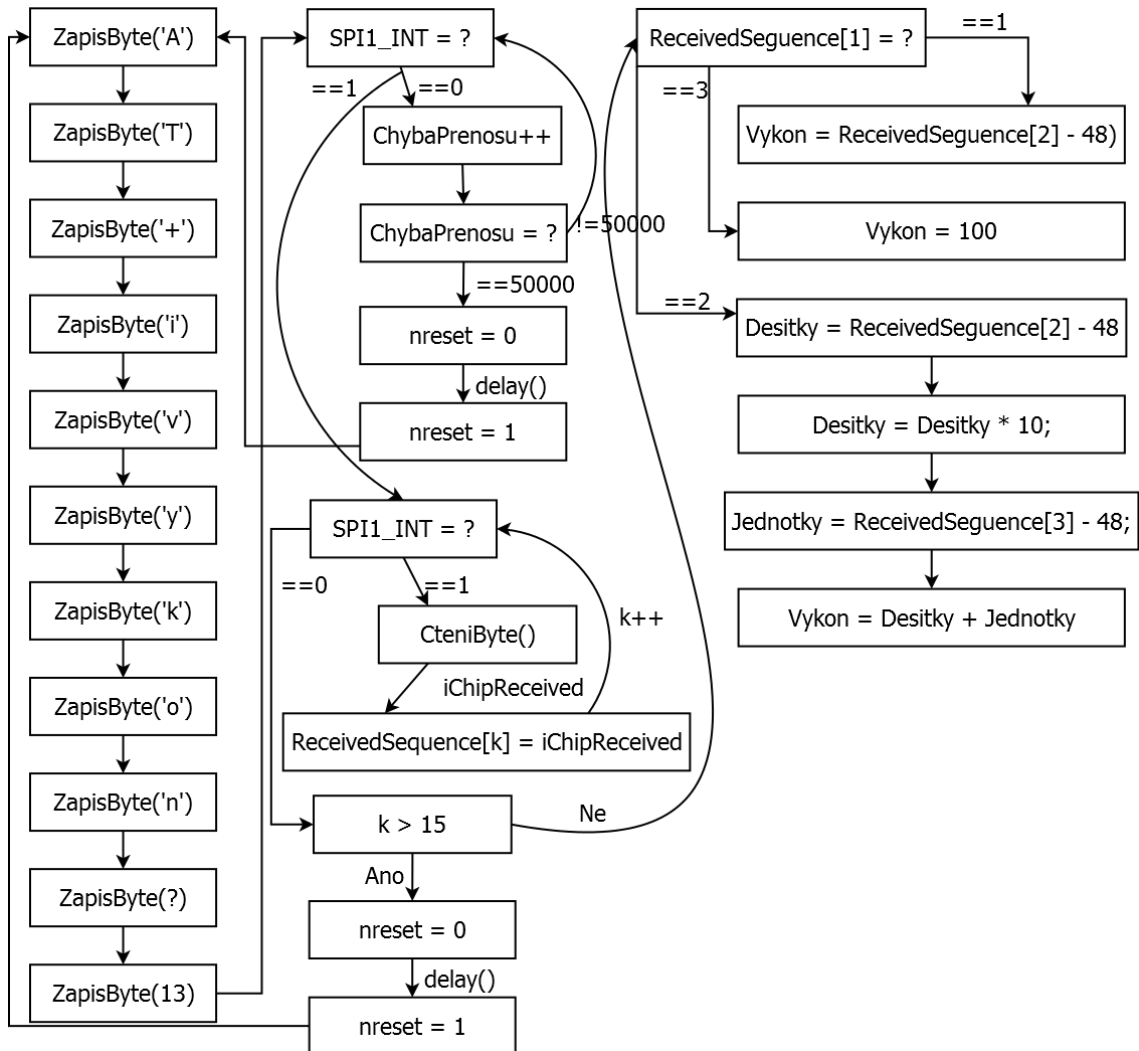 ZapisByte('A')
ZapisByte('T')
ZapisByte('+')
ZapisByte('i')
ZapisByte('v')
ZapisByte('y')
ZapisByte('k')
ZapisByte('o')
ZapisByte('n')
ZapisByte(?)
ZapisByte(13)
SPI1_INT = ?
==1
==0
ChybaPrenosu++
ChybaPrenosu = ?
!=50000
==50000
nreset = 0
delay()
nreset = 1
SPI1_INT = ?
==0
==1
CteniByte()
k++
iChipReceived
ReceivedSequence[k] = iChipReceived
k > 15
Ne
Ano
nreset = 0
delay()
nreset = 1
ReceivedSeguence[1] = ?
==1
==3
Vykon = ReceivedSeguence[2] - 48)
Vykon = 100
==2
Desitky = ReceivedSeguence[2] - 48
Desitky = Desitky * 10;
Jednotky = ReceivedSeguence[3] - 48;
Vykon = Desitky + Jednotky